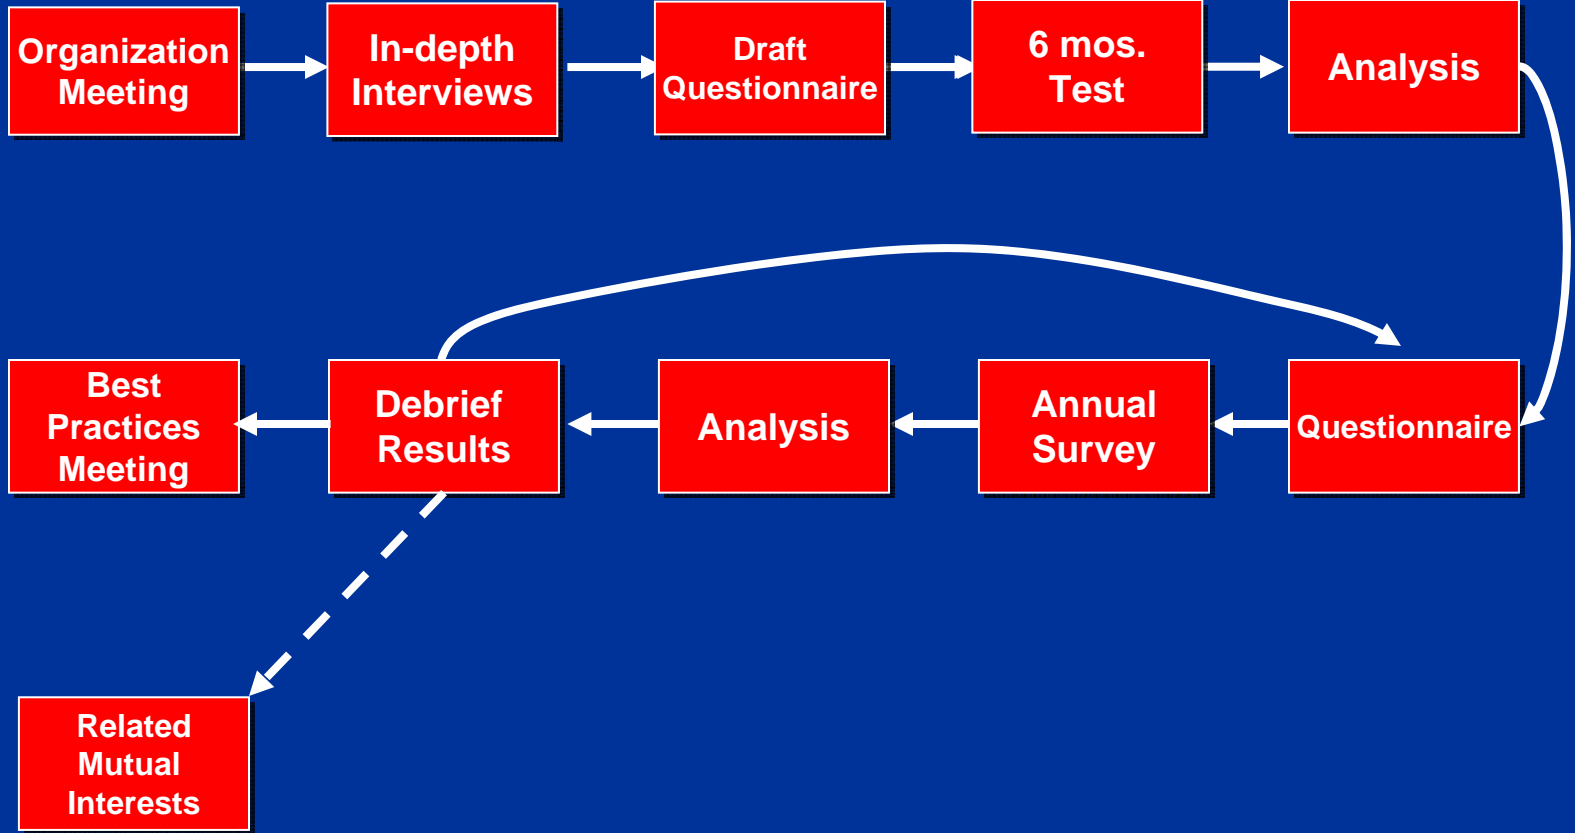 Organization
Meeting
In-depth
Interviews
Draft
Questionnaire
6 mos.
Test
Analysis
Best
Practices
Meeting
Debrief
Results
Analysis
Annual
Survey
Questionnaire
Related
Mutual
Interests